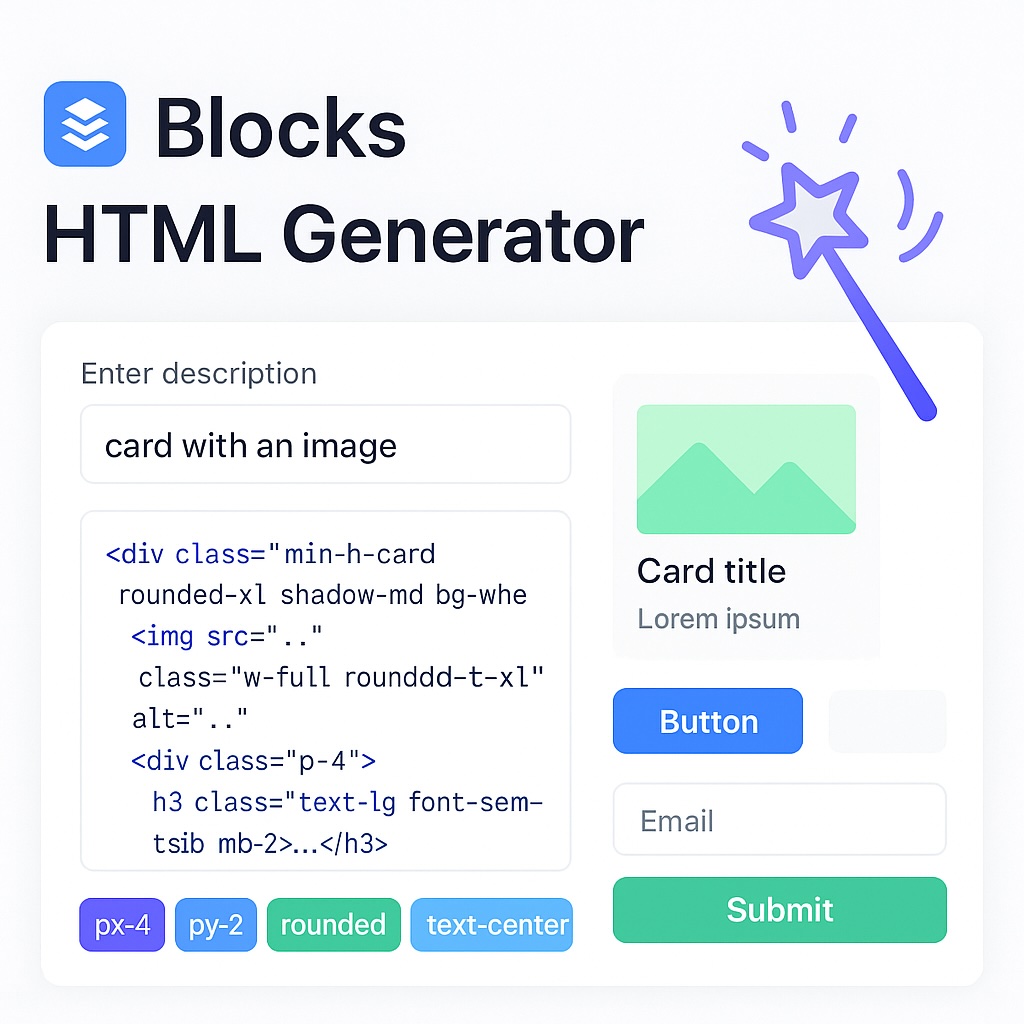 Blocks
HTML Generator
Enter description
card with an image
<div class="min-h-card
rounded-xl shadow-md bg-whe
<img src=".."
class="w-full rounddd-t-xl"
alt=".."
<div class="p-4">
h3 class="text-lg font-sem-
tsib mb-2>...</h3>
px-4 py-2 rounded text-center
Card title
Lorem ipsum
Button
Email
Submit